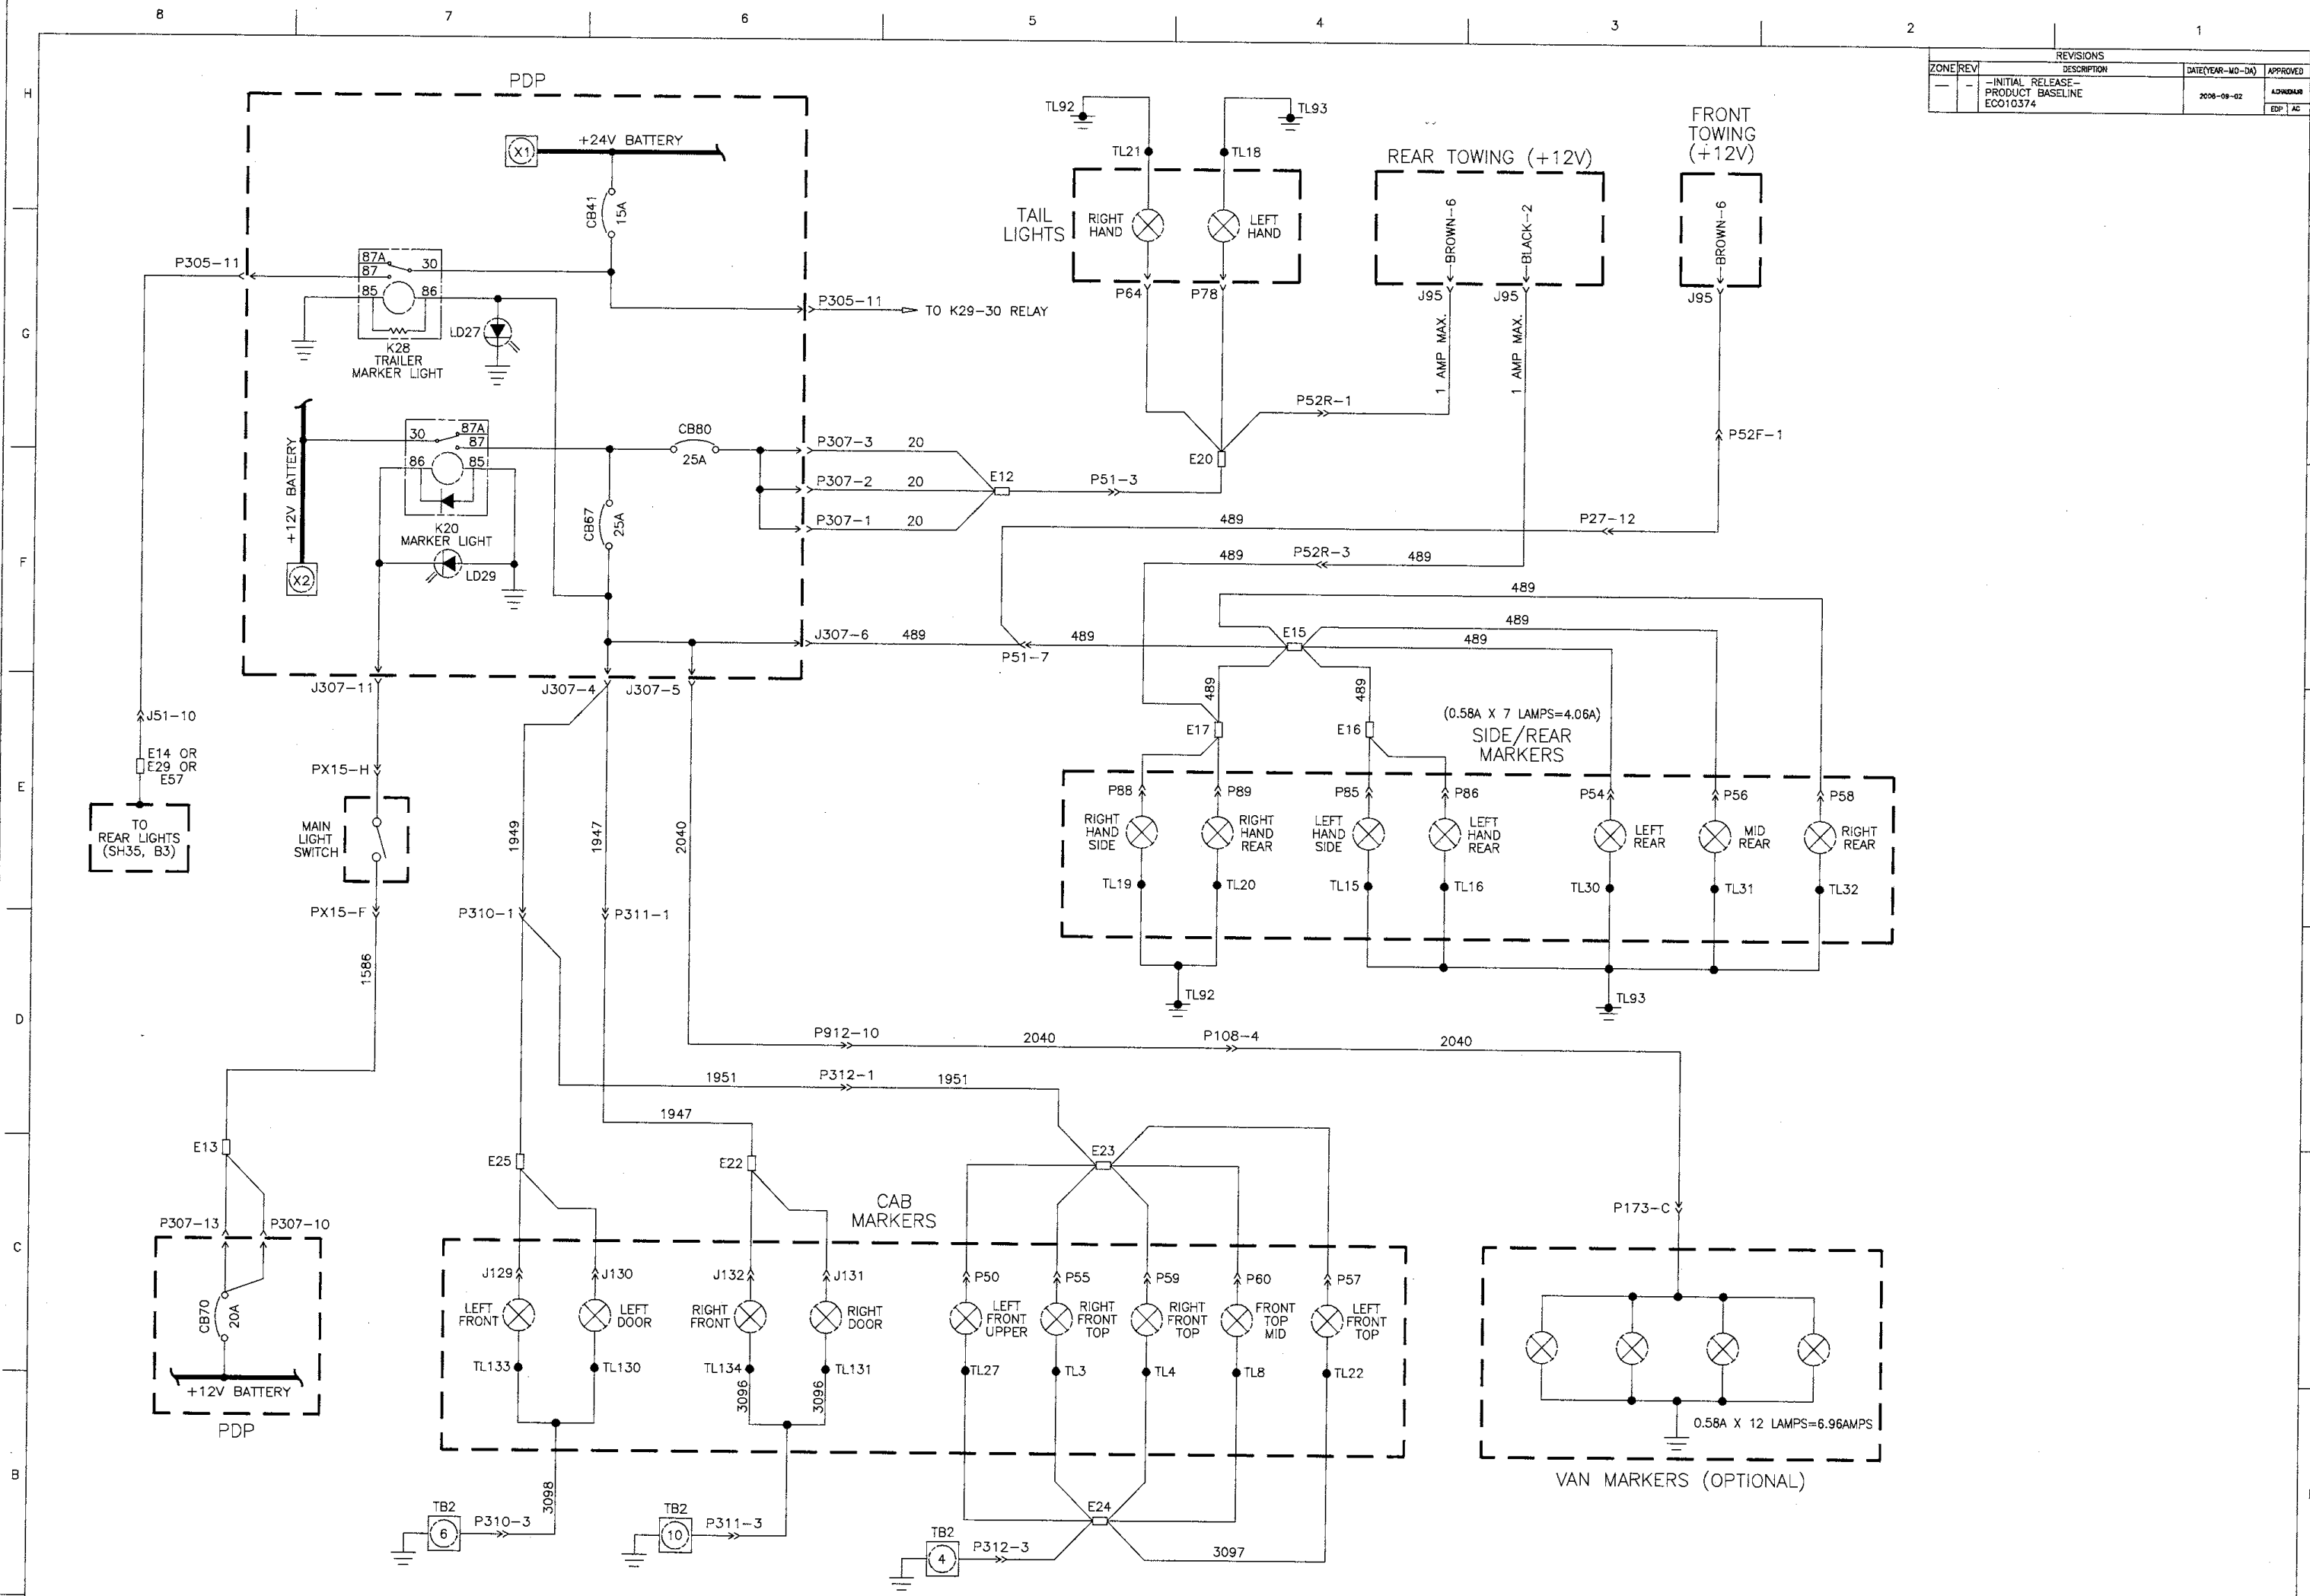 8 7 6 5 4 3 2 1
H
G
F
E
D
C
B
REVISIONS
ZONE REV DESCRIPTION DATE(YEAR-MO-DA) APPROVED
— - —INITIAL RELEASE—
PRODUCT BASELINE
ECO10374
2006-09-02
EDP AC
PDP
X1
+24V BATTERY
CB41
15A
P305-11
87A
87
30
85
86
K28
TRAILER
MARKER LIGHT
LD27
P305-11
TO K29-30 RELAY
+12V BATTERY
X2
30
87A
87
86
85
K20
MARKER LIGHT
LD29
CB80
25A
CB67
25A
P307-3 20
P307-2 20
P307-1 20
E12
P51-3
E20
J307-6 489
P51-7
489
J307-11
J307-4
J307-5
TL92
TL93
TL21
TL18
TAIL
LIGHTS
RIGHT
HAND
LEFT
HAND
P64
P78
REAR TOWING (+12V)
BROWN-6
BLACK-2
J95
J95
1 AMP MAX.
1 AMP MAX.
FRONT
TOWING
(+12V)
BROWN-6
J95
P52R-1
P52F-1
489
P27-12
489
P52R-3
489
489
489
489
E15
489
489
E17
E16
(0.58A X 7 LAMPS=4.06A)
SIDE/REAR
MARKERS
P88
P89
P85
P86
P54
P56
P58
RIGHT
HAND
SIDE
RIGHT
HAND
REAR
LEFT
HAND
SIDE
LEFT
HAND
REAR
LEFT
REAR
MID
REAR
RIGHT
REAR
TL19
TL20
TL15
TL16
TL30
TL31
TL32
TL92
TL93
J51-10
E14 OR
E29 OR
E57
TO
REAR LIGHTS
(SH35, B3)
PX15-H
MAIN
LIGHT
SWITCH
PX15-F
1586
1949
1947
2040
P310-1
P311-1
P912-10
2040
P108-4
2040
1951
P312-1
1951
1947
E13
P307-13
P307-10
CB70
20A
+12V BATTERY
PDP
E25
E22
E23
CAB
MARKERS
J129
J130
J132
J131
P50
P55
P59
P60
P57
LEFT
FRONT
LEFT
DOOR
RIGHT
FRONT
RIGHT
DOOR
LEFT
FRONT
UPPER
RIGHT
FRONT
TOP
RIGHT
FRONT
TOP
FRONT
TOP
MID
LEFT
FRONT
TOP
TL133
TL130
TL134
TL131
TL27
TL3
TL4
TL8
TL22
3096
3096
3098
TB2
6
P310-3
TB2
10
P311-3
E24
TB2
4
P312-3
3097
P173-C
0.58A X 12 LAMPS=6.96AMPS
VAN MARKERS (OPTIONAL)